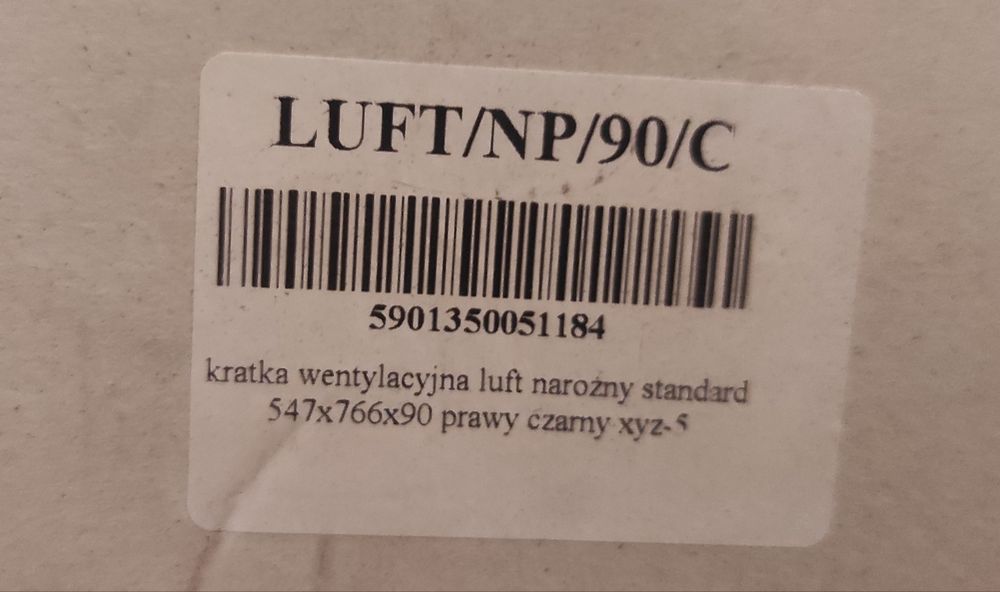 LUFT/NP/90/C
5901350051184
kratka wentylacyjna luft narożny standard
547x766x90 prawy czarny xyz-5